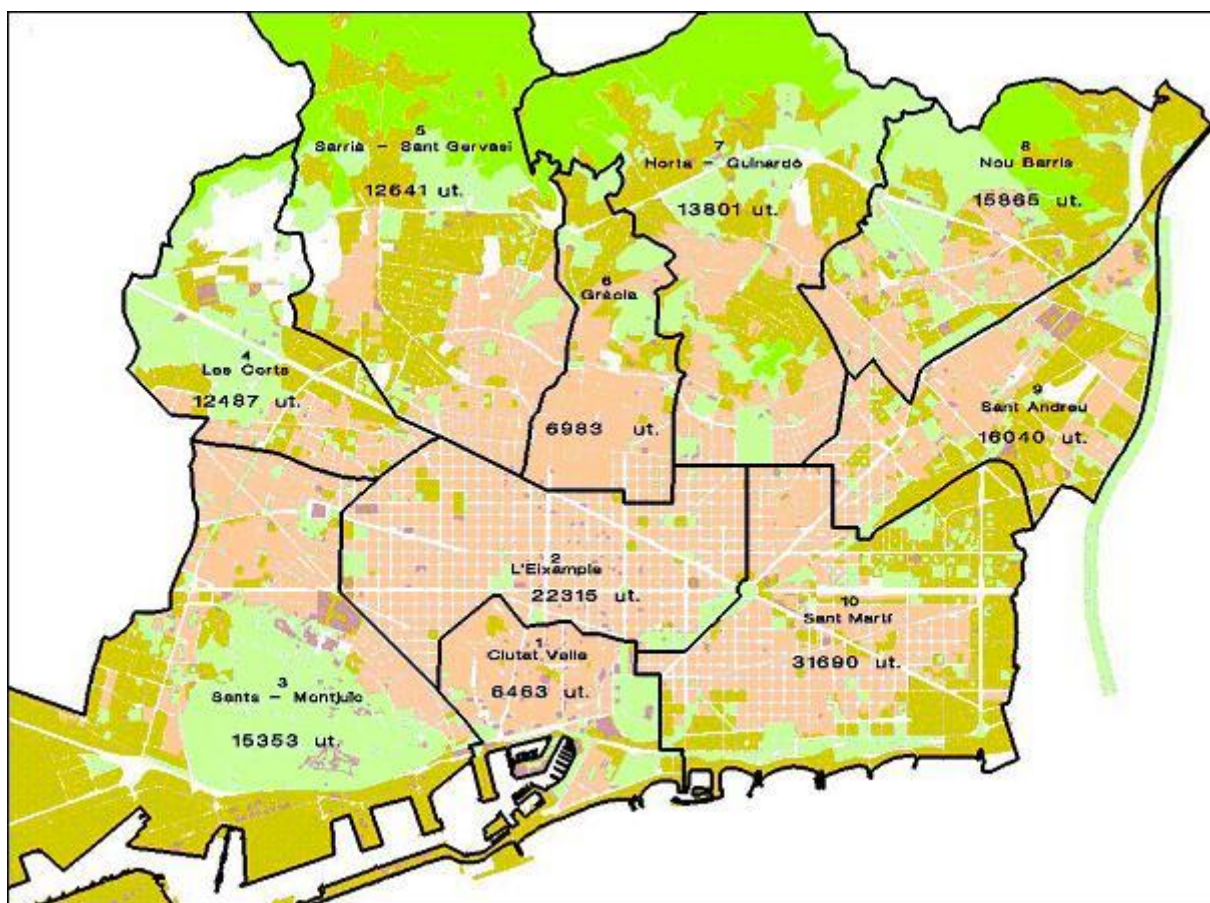 5
Sarrià - Sant Gervasi
12641 ut.
7
Horta - Guinardó
13801 ut.
8
Nou Barris
15865 ut.
6
Gràcia
6983 ut.
4
Les Corts
12487 ut.
9
Sant Andreu
16040 ut.
2
L'Eixample
22315 ut.
10
Sant Martí
31690 ut.
1
Ciutat Vella
6463 ut.
3
Sants - Montjuïc
15353 ut.